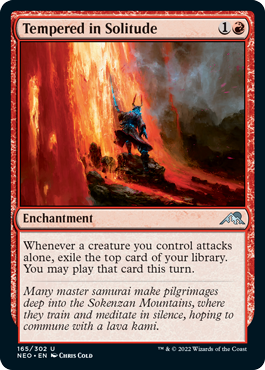 Tempered in Solitude 1
Enchantment
Whenever a creature you control attacks
alone, exile the top card of your library.
You may play that card this turn.
Many master samurai make pilgrimages
deep into the Sokenzan Mountains, where
they train and meditate in silence, hoping to
commune with a lava kami.
165/302 U
NEO • EN Chris Cold
™ & © 2022 Wizards of the Coast